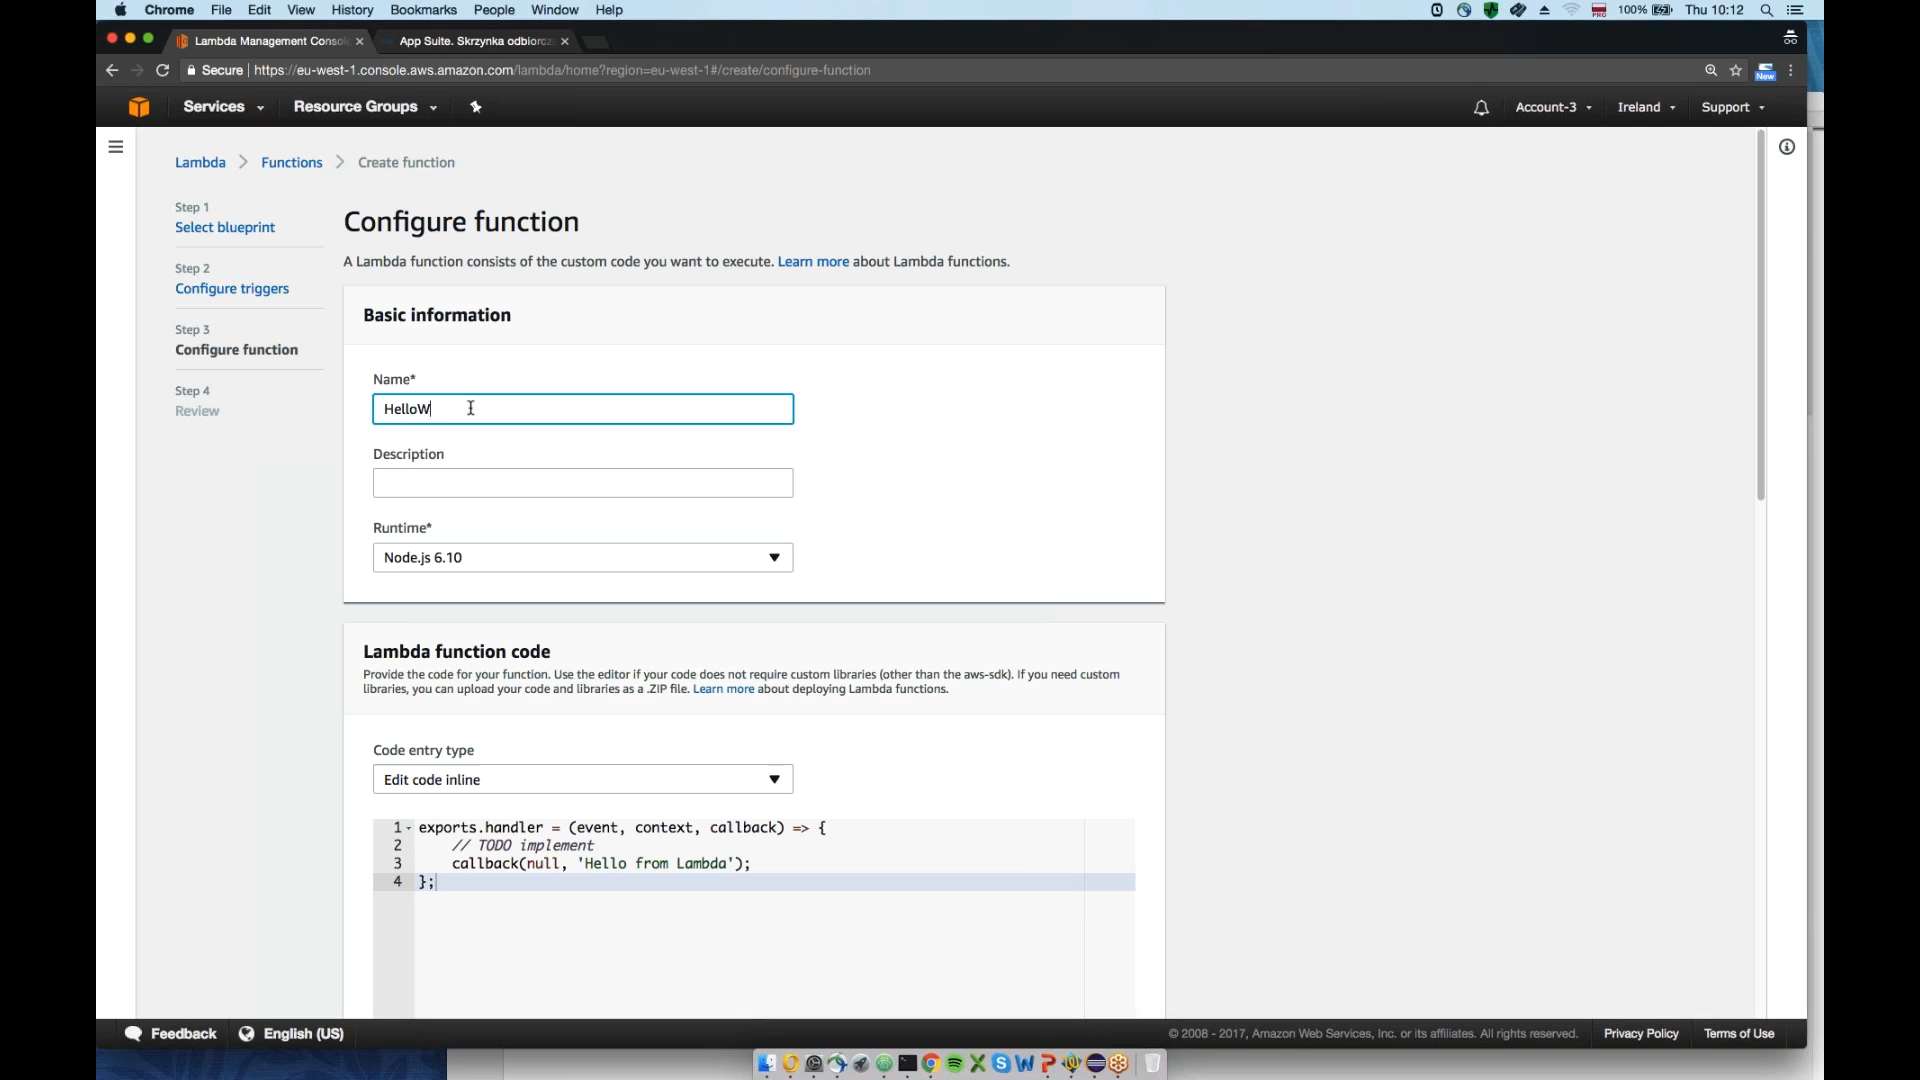 Chrome File Edit View History Bookmarks People Window Help
100%
Thu 10:12
Lambda Management Consol
App Suite. Skrzynka odbiorcz
Secure https://eu-west-1.console.aws.amazon.com/lambda/home?region=eu-west-1#/create/configure-function
New
Services
Resource Groups
Account-3
Ireland
Support
Lambda
Functions
Create function
Step 1
Select blueprint
Step 2
Configure triggers
Step 3
Configure function
Step 4
Review
Configure function
A Lambda function consists of the custom code you want to execute. Learn more about Lambda functions.
Basic information
Name*
HelloW
Description
Runtime*
Node.js 6.10
Lambda function code
Provide the code for your function. Use the editor if your code does not require custom libraries (other than the aws-sdk). If you need custom
libraries, you can upload your code and libraries as a .ZIP file. Learn more about deploying Lambda functions.
Code entry type
Edit code inline
1 exports.handler = (event, context, callback) => {
2 // TODO implement
3 callback(null, 'Hello from Lambda');
4 };
Feedback
English (US)
© 2008 - 2017, Amazon Web Services, Inc. or its affiliates. All rights reserved.
Privacy Policy
Terms of Use